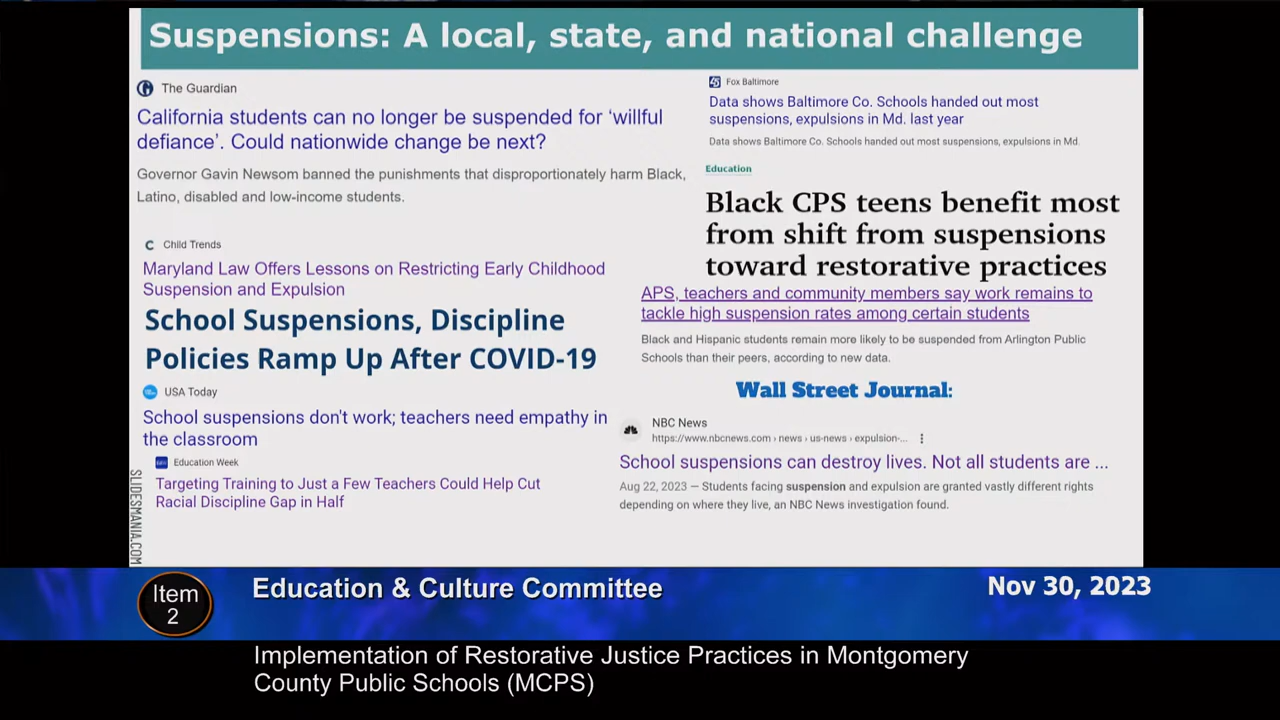 Suspensions: A local, state, and national challenge
The Guardian
California students can no longer be suspended for ‘willful
defiance’. Could nationwide change be next?
Governor Gavin Newsom banned the punishments that disproportionately harm Black,
Latino, disabled and low-income students.
C Child Trends
Maryland Law Offers Lessons on Restricting Early Childhood
Suspension and Expulsion
School Suspensions, Discipline
Policies Ramp Up After COVID-19
USA Today
School suspensions don't work; teachers need empathy in
the classroom
Education Week
Targeting Training to Just a Few Teachers Could Help Cut
Racial Discipline Gap in Half
SLIDESMANIA.COM
Fox Baltimore
Data shows Baltimore Co. Schools handed out most
suspensions, expulsions in Md. last year
Data shows Baltimore Co. Schools handed out most suspensions, expulsions in Md.
Education
Black CPS teens benefit most
from shift from suspensions
toward restorative practices
APS, teachers and community members say work remains to
tackle high suspension rates among certain students
Black and Hispanic students remain more likely to be suspended from Arlington Public
Schools than their peers, according to new data.
Wall Street Journal:
NBC News
https://www.nbcnews.com › news › us-news › expulsion-...
School suspensions can destroy lives. Not all students are ...
Aug 22, 2023 — Students facing suspension and expulsion are granted vastly different rights
depending on where they live, an NBC News investigation found.
Item
2
Education & Culture Committee
Nov 30, 2023
Implementation of Restorative Justice Practices in Montgomery
County Public Schools (MCPS)